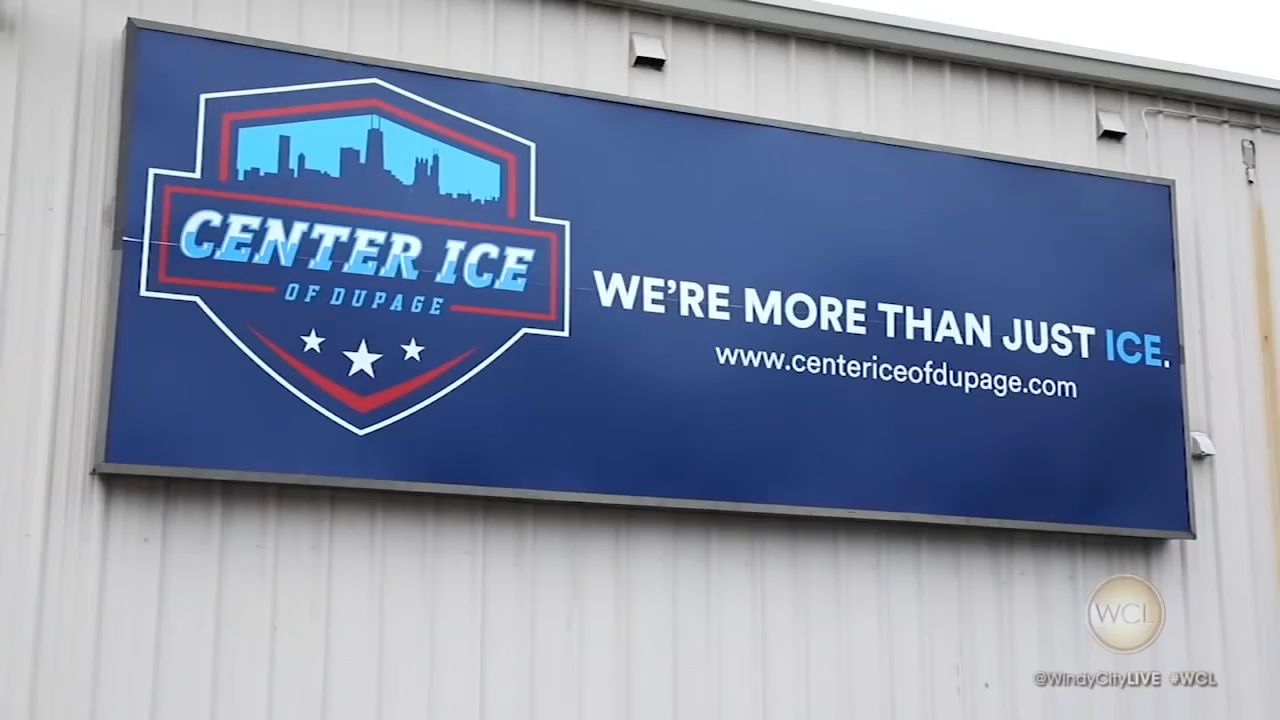 CENTER ICE
OF DUPAGE
WE'RE MORE THAN JUST ICE.
www.centericeofdupage.com
WCL
@WindyCityLIVE #WCL